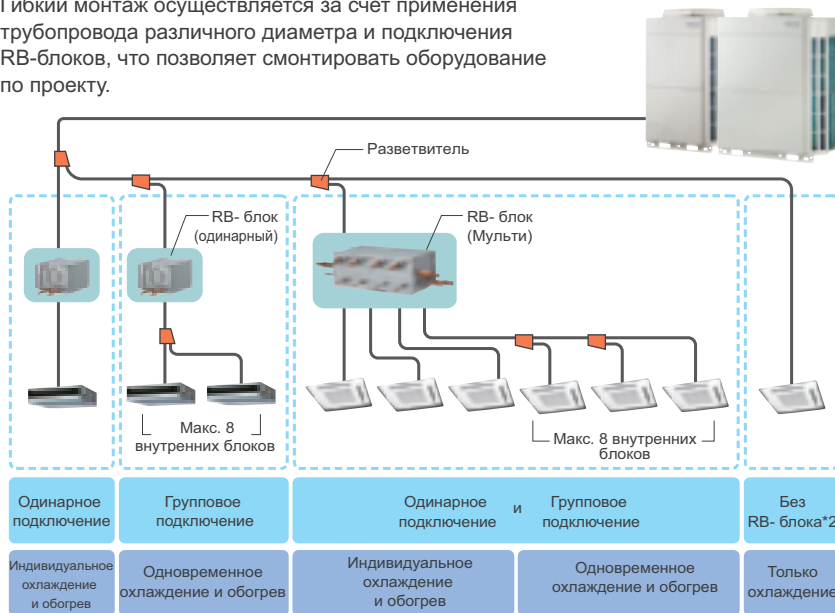 Гибкий монтаж осуществляется за счет применения
трубопровода различного диаметра и подключения
RB-блоков, что позволяет смонтировать оборудование
по проекту.
Разветвитель
RB- блок
(одинарный)
RB- блок
(Мульти)
Макс. 8
внутренних блоков
Макс. 8 внутренних
блоков
Одинарное
подключение
Групповое
подключение
Одинарное
подключение
и
Групповое
подключение
Без
RB- блока*2
Индивидуальное
охлаждение
и обогрев
Одновременное
охлаждение и обогрев
Индивидуальное
охлаждение
и обогрев
Одновременное
охлаждение и обогрев
Только
охлаждение